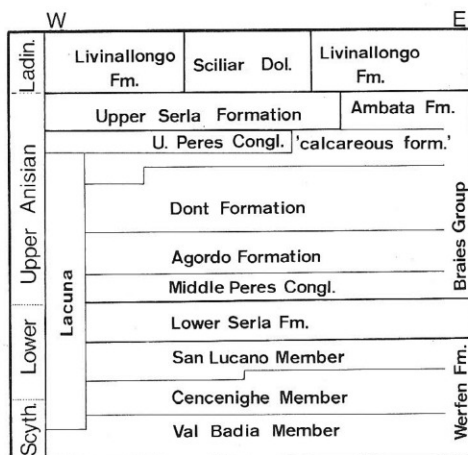 W E
Livinallongo
Fm.
Sciliar Dol.
Livinallongo
Fm.
Upper Serla Formation
Ambata Fm.
U. Peres Congl.
'calcareous form.'
Dont Formation
Agordo Formation
Middle Peres Congl.
Lower Serla Fm.
San Lucano Member
Cencenighe Member
Val Badia Member
Lacuna
Ladin.
Upper Anisian
Lower
Scyth.
Braies Group
Werfen Fm.